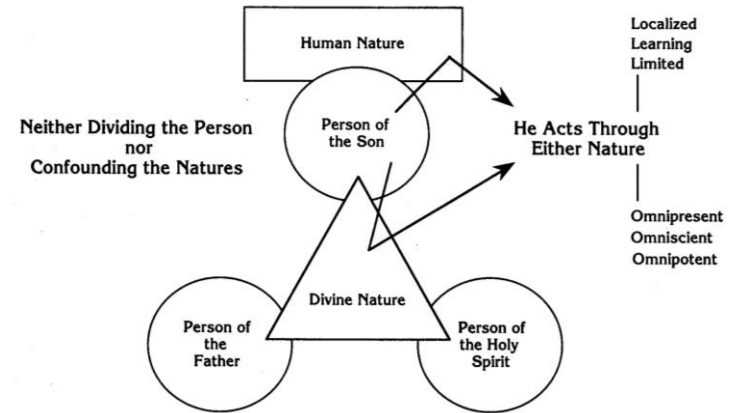 Human Nature
Localized
Learning
Limited
Neither Dividing the Person
nor
Confounding the Natures
Person of
the Son
He Acts Through
Either Nature
Omnipresent
Omniscient
Omnipotent
Divine Nature
Person of
the
Father
Person of
the Holy
Spirit